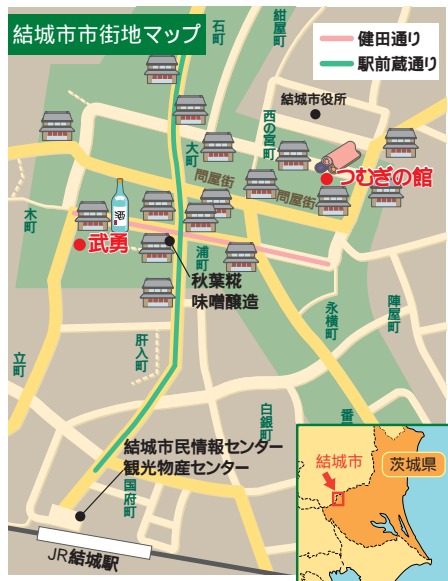 結城市市街地マップ
健田通り
駅前蔵通り
石町
紺屋町
結城市役所
西の宮町
大町
問屋街
問屋街
つむぎの館
木町
酒
武勇
浦町
秋葉糀
味噌醸造
永横町
陣屋町
立町
肝入町
白銀町
番
結城市民情報センター
観光物産センター
国府町
JR結城駅
結城市
茨城県